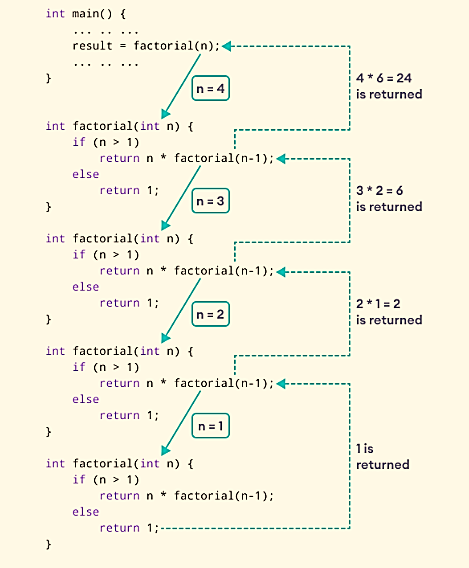 int main() {
... .. ...
result = factorial(n);
... .. ...
}
4 * 6 = 24
is returned
n = 4
int factorial(int n) {
if (n > 1)
return n * factorial(n-1);
else
return 1;
}
3 * 2 = 6
is returned
n = 3
int factorial(int n) {
if (n > 1)
return n * factorial(n-1);
else
return 1;
}
2 * 1 = 2
is returned
n = 2
int factorial(int n) {
if (n > 1)
return n * factorial(n-1);
else
return 1;
}
1 is
returned
n = 1
int factorial(int n) {
if (n > 1)
return n * factorial(n-1);
else
return 1;
}